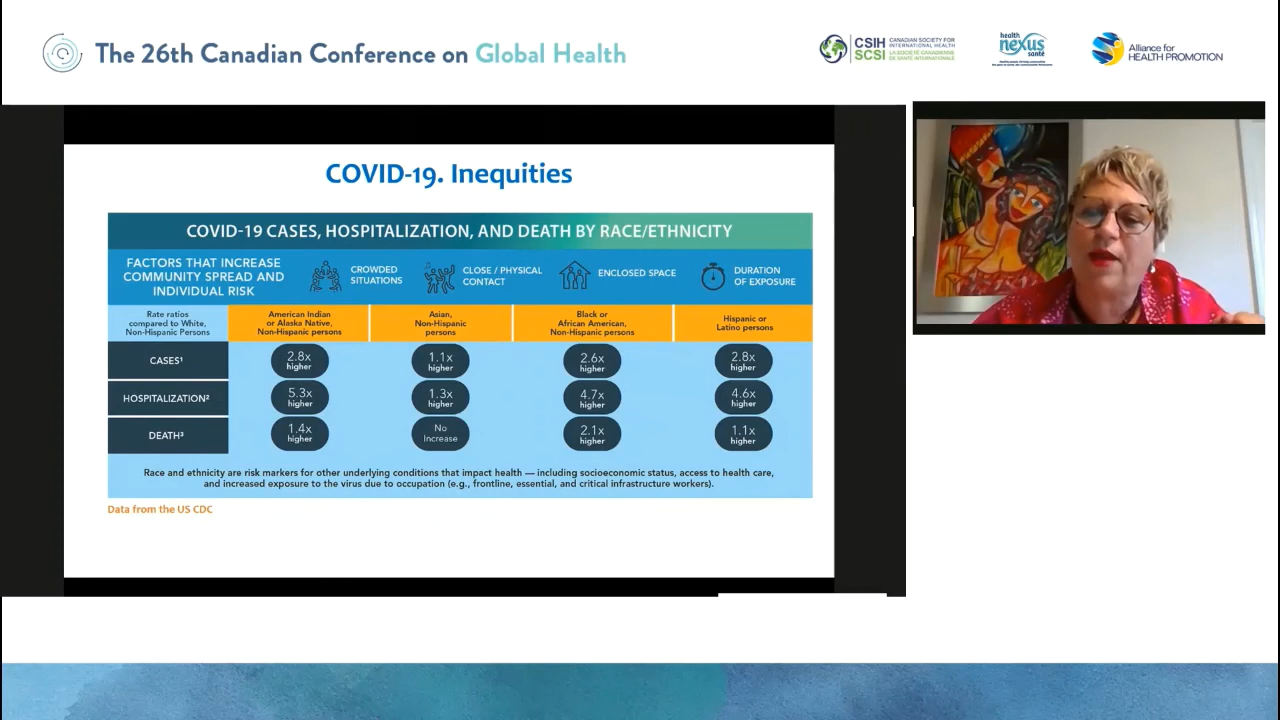 The 26th Canadian Conference on Global Health
CSIH
SCSI
CANADIAN SOCIETY FOR
INTERNATIONAL HEALTH
LA SOCIÉTÉ CANADIENNE
DE SANTÉ INTERNATIONALE
health
nexus
santé
Alliance for
HEALTH PROMOTION
COVID-19. Inequities
COVID-19 CASES, HOSPITALIZATION, AND DEATH BY RACE/ETHNICITY
FACTORS THAT INCREASE
COMMUNITY SPREAD AND
INDIVIDUAL RISK
CROWDED
SITUATIONS
CLOSE / PHYSICAL
CONTACT
ENCLOSED SPACE
DURATION
OF EXPOSURE
Rate ratios
compared to White,
Non-Hispanic Persons
American Indian
or Alaska Native,
Non-Hispanic persons
Asian,
Non-Hispanic
persons
Black or
African American,
Non-Hispanic persons
Hispanic or
Latino persons
CASES¹
2.8x
higher
1.1x
higher
2.6x
higher
2.8x
higher
HOSPITALIZATION²
5.3x
higher
1.3x
higher
4.7x
higher
4.6x
higher
DEATH³
1.4x
higher
No
Increase
2.1x
higher
1.1x
higher
Race and ethnicity are risk markers for other underlying conditions that impact health — including socioeconomic status, access to health care,
and increased exposure to the virus due to occupation (e.g., frontline, essential, and critical infrastructure workers).
Data from the US CDC